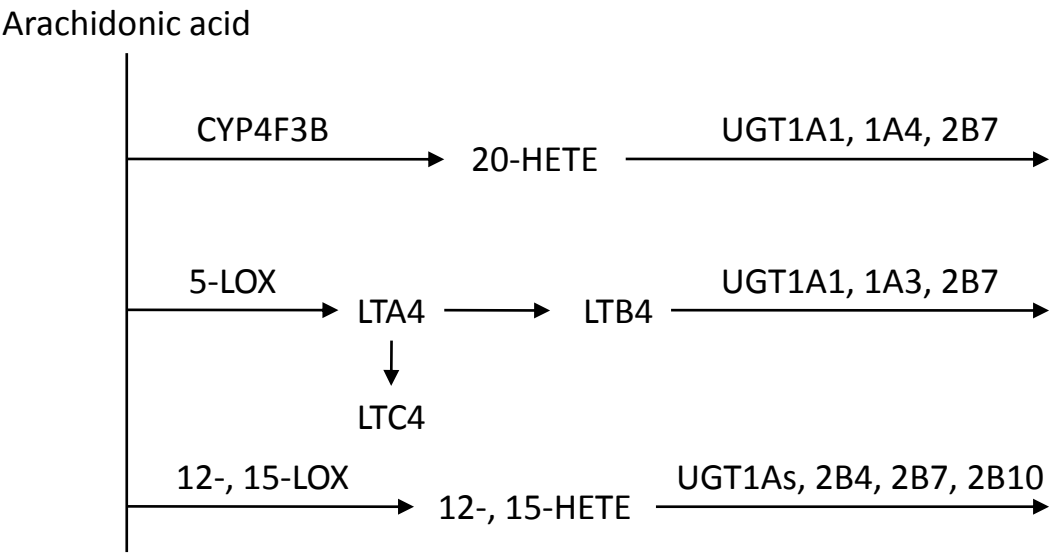 Arachidonic acid
CYP4F3B
UGT1A1, 1A4, 2B7
20-HETE
5-LOX
UGT1A1, 1A3, 2B7
LTA4
LTB4
LTC4
12-, 15-LOX
UGT1As, 2B4, 2B7, 2B10
12-, 15-HETE